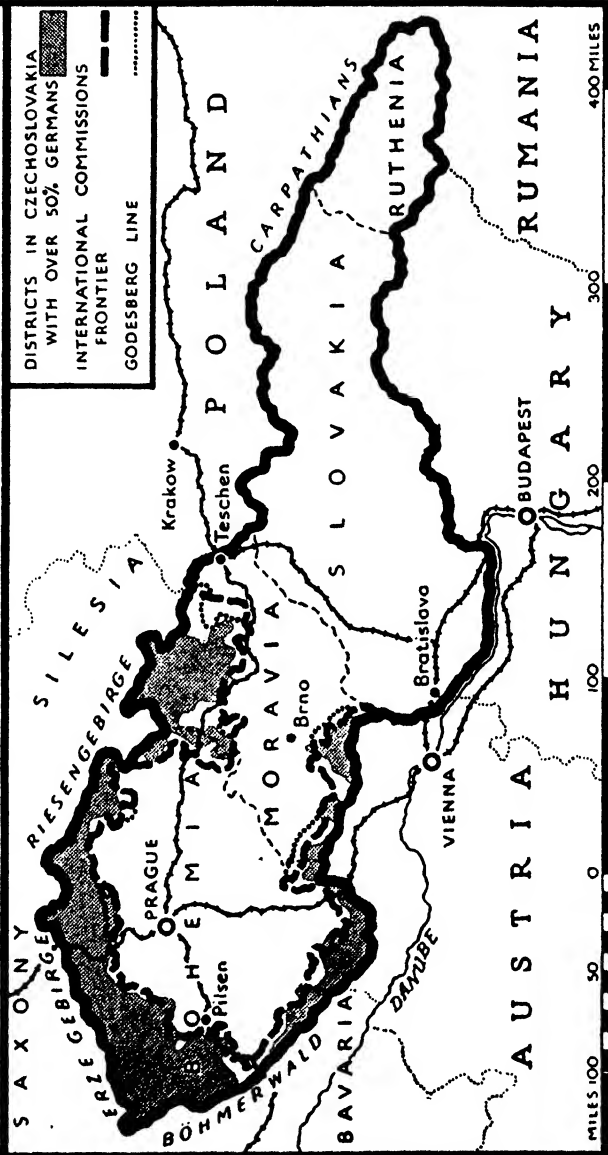 DISTRICTS IN CZECHOSLOVAKIA
WITH OVER 50% GERMANS
INTERNATIONAL COMMISSIONS
FRONTIER
GODESBERG LINE
SAXONY
SILESIA
ERZE GEBIRGE
RIESENGEBIRGE
Krakow
Teschen
POLAND
CARPATHIANS
PRAGUE
BOHEMIA
Pilsen
MORAVIA
Brno
SLOVAKIA
RUTHENIA
BÖHMERWALD
BAVARIA
DANUBE
VIENNA
Bratislava
BUDAPEST
AUSTRIA
HUNGARY
RUMANIA
MILES 100 50 0 100 200 300 400 MILES